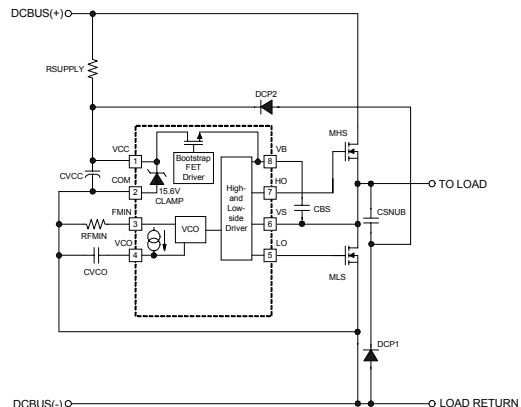 DCBUS(+)
RSUPPLY
DCP2
MHS
VCC
1
Bootstrap
FET
Driver
8
VB
CVCC
COM
2
15.6V
CLAMP
High-
and
Low-
side
Driver
7
HO
TO LOAD
CBS
CSNUB
FMIN
3
VCO
6
VS
RFMIN
VCO
4
5
LO
CVCO
MLS
DCP1
DCBUS(-)
LOAD RETURN